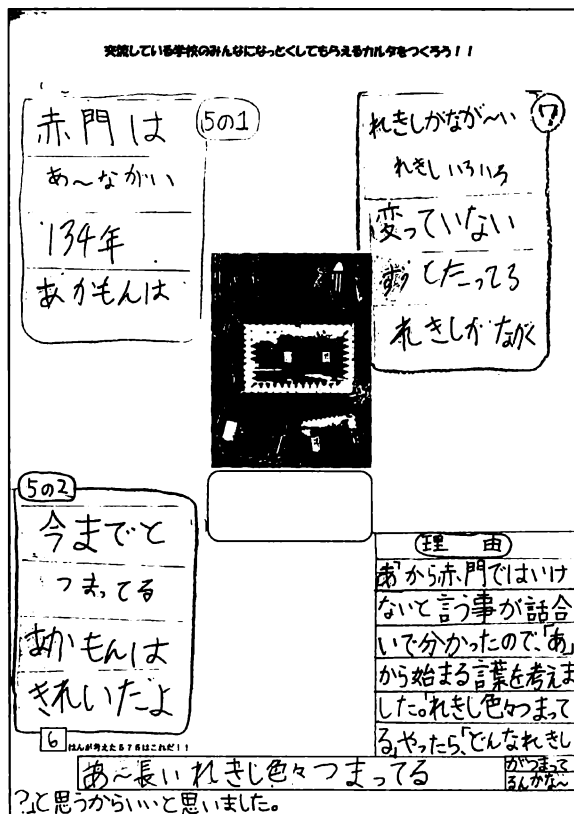 交流している学校のみんなになっとくしてもらえるカルタをつくろう！！
5の1
赤門は
あ～ながい
134年
あかもんは
7
れきしがなが～い
れきしいろいろ
変っていない
ずっとたってる
れきしがながく
5の2
今までと
つまってる
あかもんは
きれいだよ
理由
「あ」から赤門ではいけ
ないと言う事が話合
いで分かったので、「あ」
から始まる言葉を考えま
した。「れきし色々つまって
る」やったら、「どんなれきし
がつまって
るんかな～
?」と思うからいいと思いました。
6 はんが考えた575はこれだ！！
あ～長いれきし色々つまってる